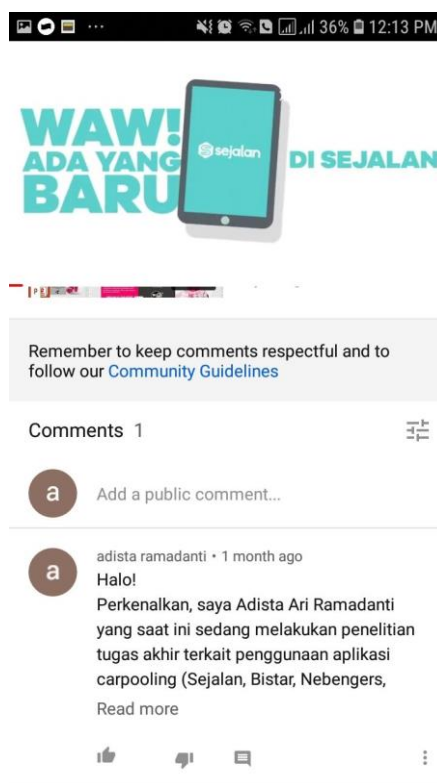 36% 12:13 PM
WAW!
ADA YANG
BARU
sejalan
DI SEJALAN
Remember to keep comments respectful and to
follow our Community Guidelines
Comments 1
a
Add a public comment...
a
adista ramadanti • 1 month ago
Halo!
Perkenalkan, saya Adista Ari Ramadanti
yang saat ini sedang melakukan penelitian
tugas akhir terkait penggunaan aplikasi
carpooling (Sejalan, Bistar, Nebengers,
Read more